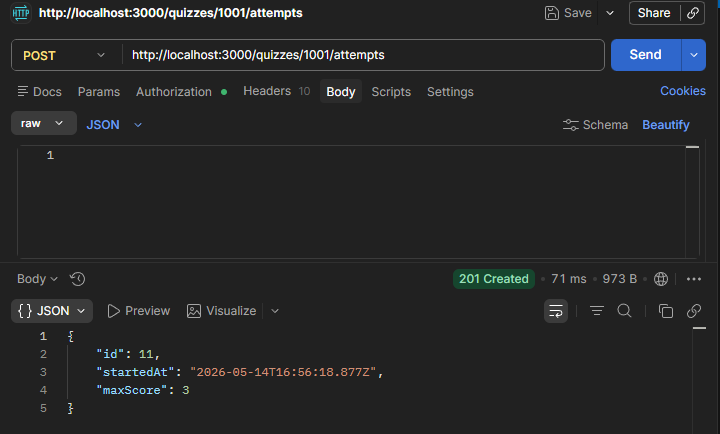 HTTP http://localhost:3000/quizzes/1001/attempts Save Share
POST http://localhost:3000/quizzes/1001/attempts Send
Docs Params Authorization Headers 10 Body Scripts Settings Cookies
raw JSON Schema Beautify
1
Body 201 Created 71 ms 973 B
{} JSON Preview Visualize
1 {
2 "id": 11,
3 "startedAt": "2026-05-14T16:56:18.877Z",
4 "maxScore": 3
5 }